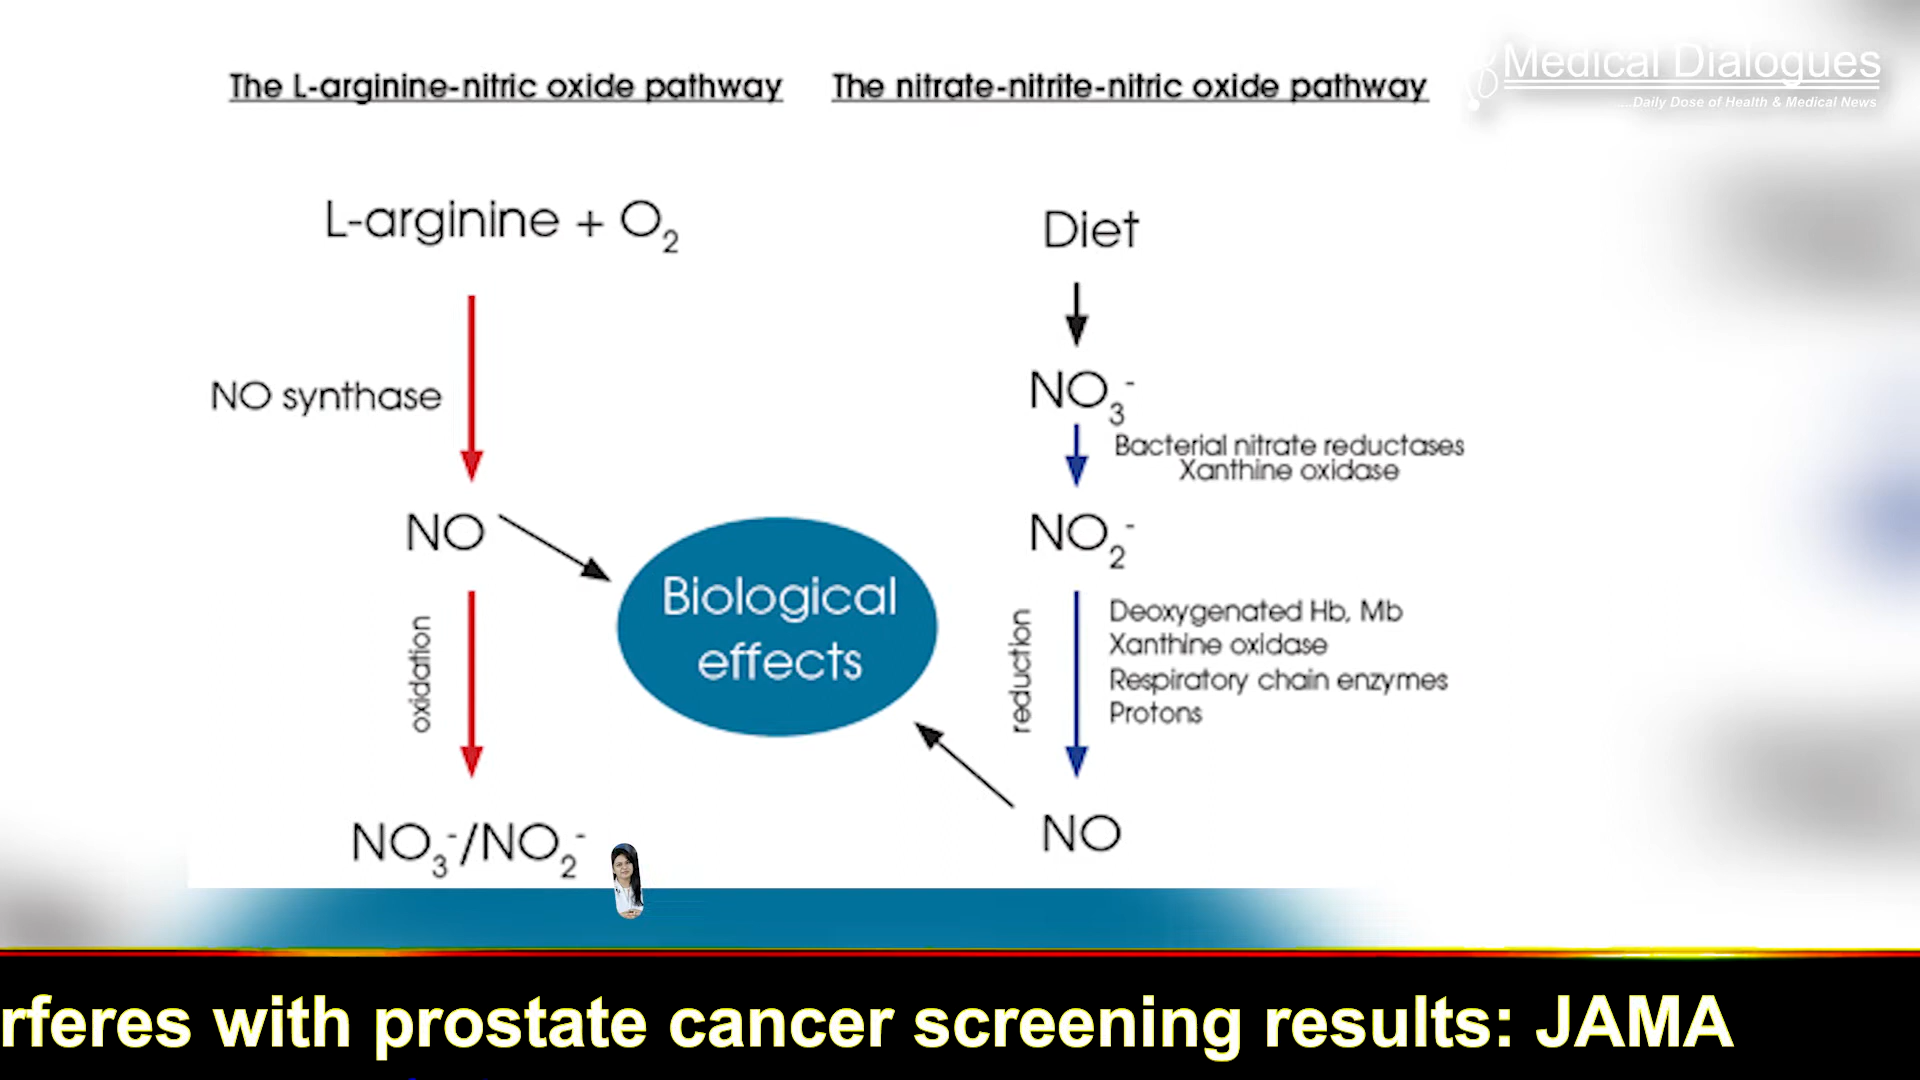 The L-arginine-nitric oxide pathway
The nitrate-nitrite-nitric oxide pathway
Medical Dialogues
....Daily Dose of Health & Medical News
L-arginine + O₂
NO synthase
NO
oxidation
NO₃⁻/NO₂⁻
Biological
effects
Diet
NO₃⁻
Bacterial nitrate reductases
Xanthine oxidase
NO₂⁻
reduction
Deoxygenated Hb, Mb
Xanthine oxidase
Respiratory chain enzymes
Protons
NO
rferes with prostate cancer screening results: JAMA